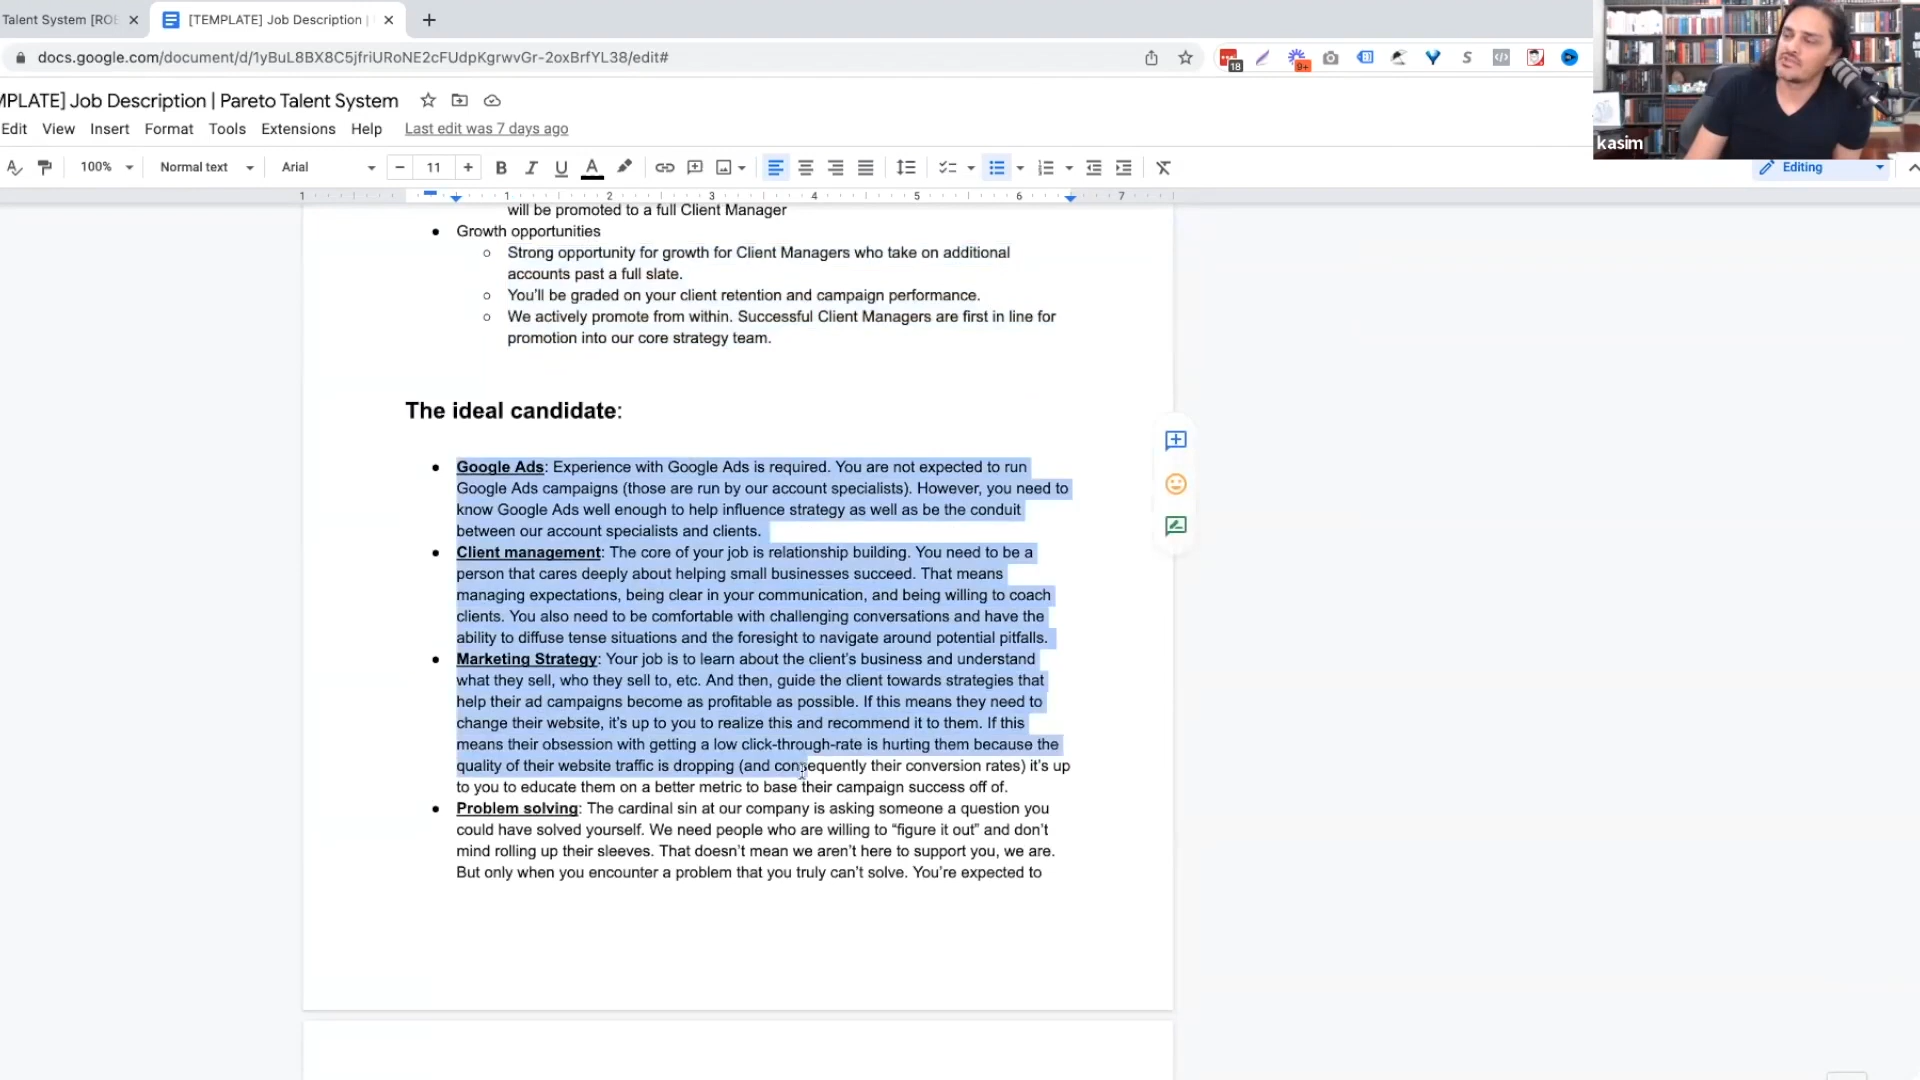 Talent System [ROB
[TEMPLATE] Job Description |
docs.google.com/document/d/1yBuL8BX8C5jfriURoNE2cFUdpKgrwvGr-2oxBrfYL38/edit#
18
9+
MPLATE] Job Description | Pareto Talent System
Edit View Insert Format Tools Extensions Help Last edit was 7 days ago
kasim
100% Normal text Arial 11 B I U A Editing
1 1 2 3 4 5 6 7
will be promoted to a full Client Manager
Growth opportunities
Strong opportunity for growth for Client Managers who take on additional
accounts past a full slate.
You'll be graded on your client retention and campaign performance.
We actively promote from within. Successful Client Managers are first in line for
promotion into our core strategy team.
The ideal candidate:
Google Ads: Experience with Google Ads is required. You are not expected to run
Google Ads campaigns (those are run by our account specialists). However, you need to
know Google Ads well enough to help influence strategy as well as be the conduit
between our account specialists and clients.
Client management: The core of your job is relationship building. You need to be a
person that cares deeply about helping small businesses succeed. That means
managing expectations, being clear in your communication, and being willing to coach
clients. You also need to be comfortable with challenging conversations and have the
ability to diffuse tense situations and the foresight to navigate around potential pitfalls.
Marketing Strategy: Your job is to learn about the client's business and understand
what they sell, who they sell to, etc. And then, guide the client towards strategies that
help their ad campaigns become as profitable as possible. If this means they need to
change their website, it's up to you to realize this and recommend it to them. If this
means their obsession with getting a low click-through-rate is hurting them because the
quality of their website traffic is dropping (and consequently their conversion rates) it's up
to you to educate them on a better metric to base their campaign success off of.
Problem solving: The cardinal sin at our company is asking someone a question you
could have solved yourself. We need people who are willing to "figure it out" and don't
mind rolling up their sleeves. That doesn't mean we aren't here to support you, we are.
But only when you encounter a problem that you truly can't solve. You're expected to